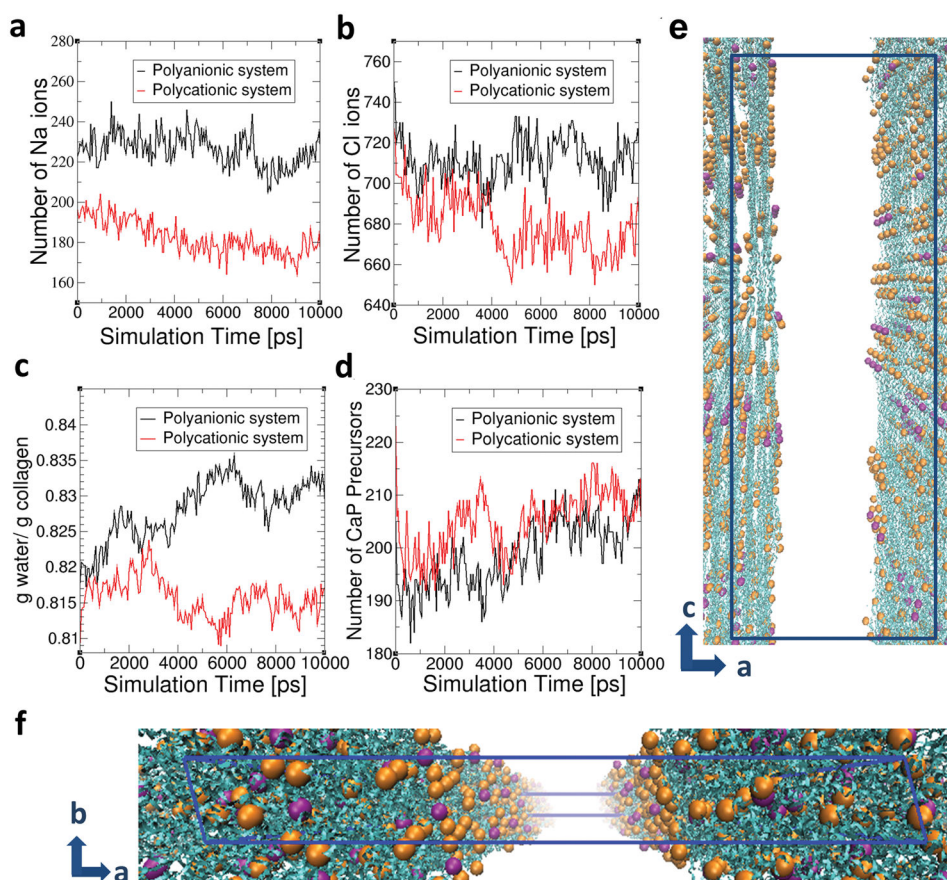 a
280
260
240
220
200
180
160
Number of Na ions
Polyanionic system
Polycationic system
0 2000 4000 6000 8000 10000
Simulation Time [ps]
b
760
740
720
700
680
660
640
Number of Cl ions
Polyanionic system
Polycationic system
0 2000 4000 6000 8000 10000
Simulation Time [ps]
c
0.84
0.835
0.83
0.825
0.82
0.815
0.81
g water/ g collagen
Polyanionic system
Polycationic system
0 2000 4000 6000 8000 10000
Simulation Time [ps]
d
230
220
210
200
190
180
Number of CaP Precursors
Polyanionic system
Polycationic system
0 2000 4000 6000 8000 10000
Simulation Time [ps]
e
c
a
f
b
a